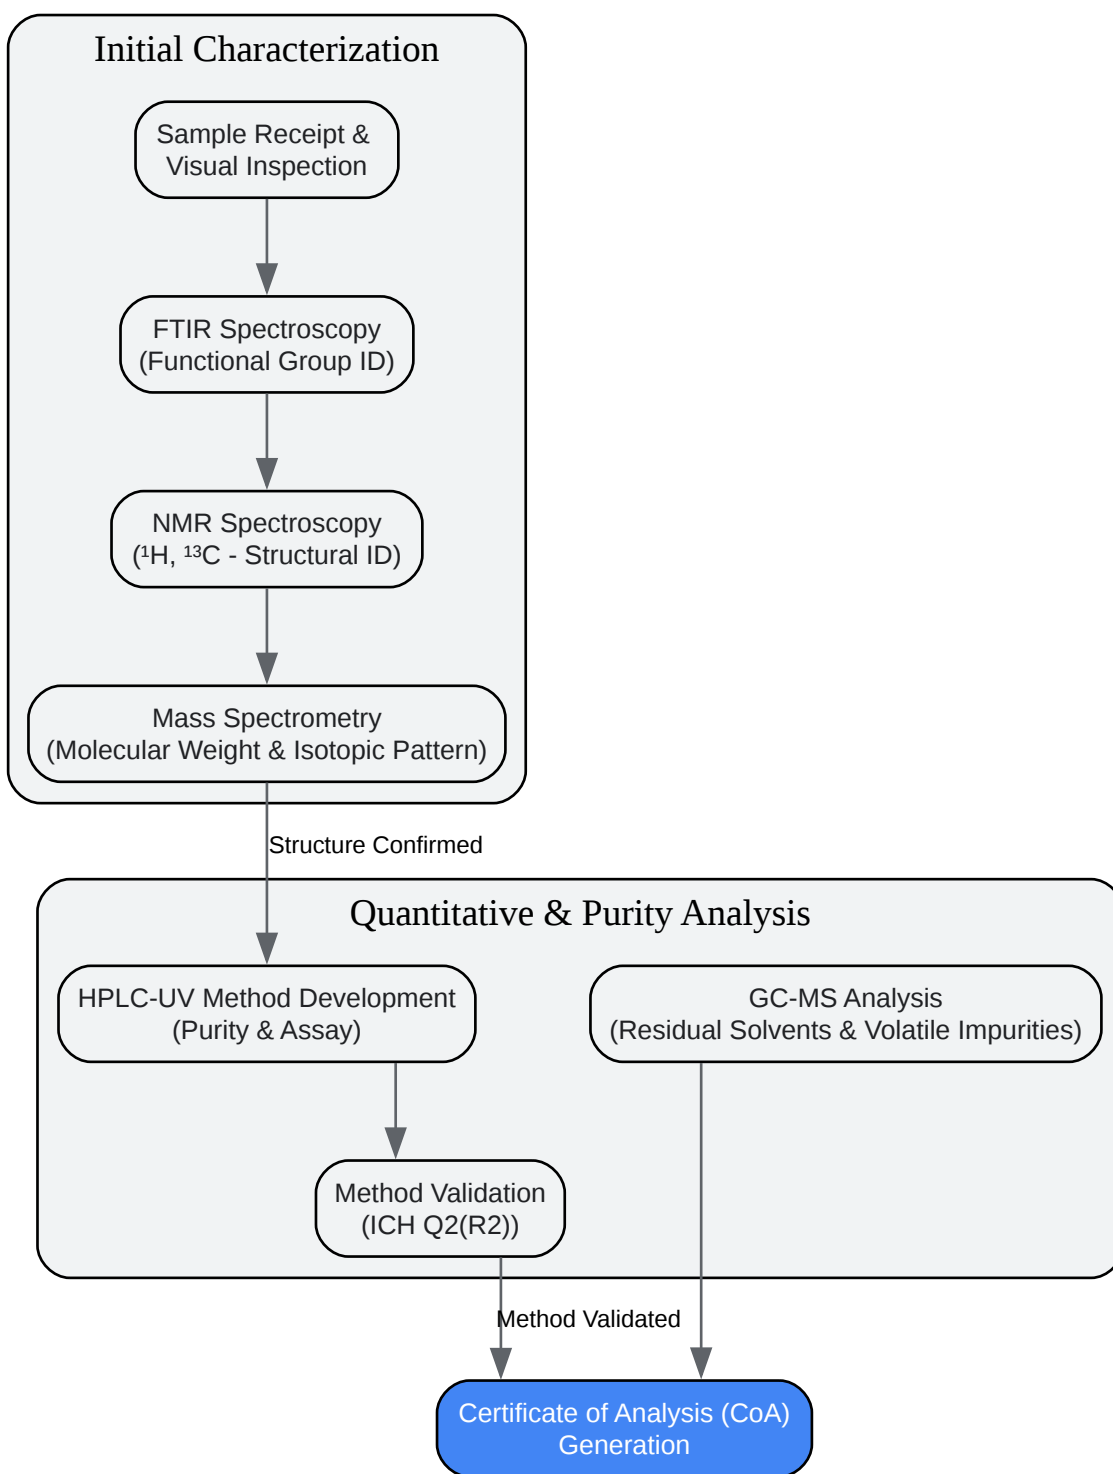 Initial Characterization
Sample Receipt &
Visual Inspection
FTIR Spectroscopy
(Functional Group ID)
NMR Spectroscopy
(¹H, ¹³C - Structural ID)
Mass Spectrometry
(Molecular Weight & Isotopic Pattern)
Structure Confirmed
Quantitative & Purity Analysis
HPLC-UV Method Development
(Purity & Assay)
GC-MS Analysis
(Residual Solvents & Volatile Impurities)
Method Validation
(ICH Q2(R2))
Method Validated
Certificate of Analysis (CoA)
Generation